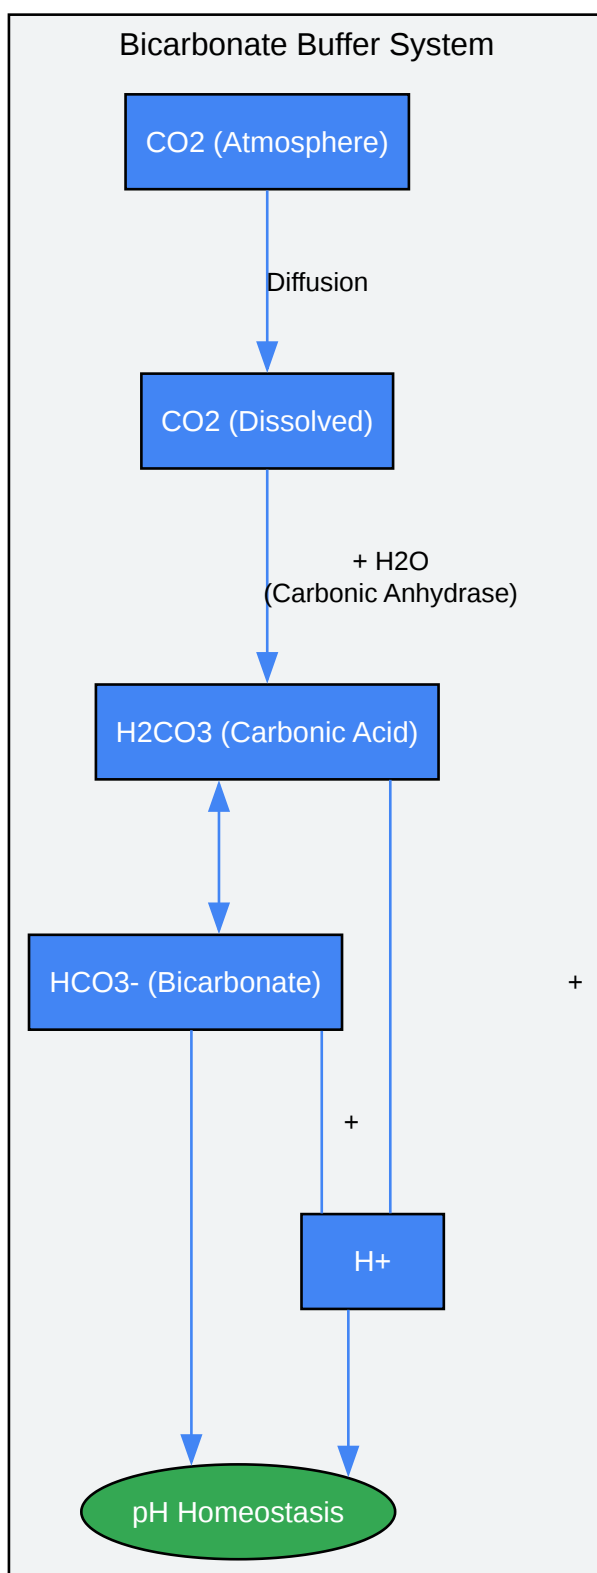 Bicarbonate Buffer System
CO2 (Atmosphere)
Diffusion
CO2 (Dissolved)
+ H2O
(Carbonic Anhydrase)
H2CO3 (Carbonic Acid)
HCO3- (Bicarbonate)
+
+
H+
pH Homeostasis